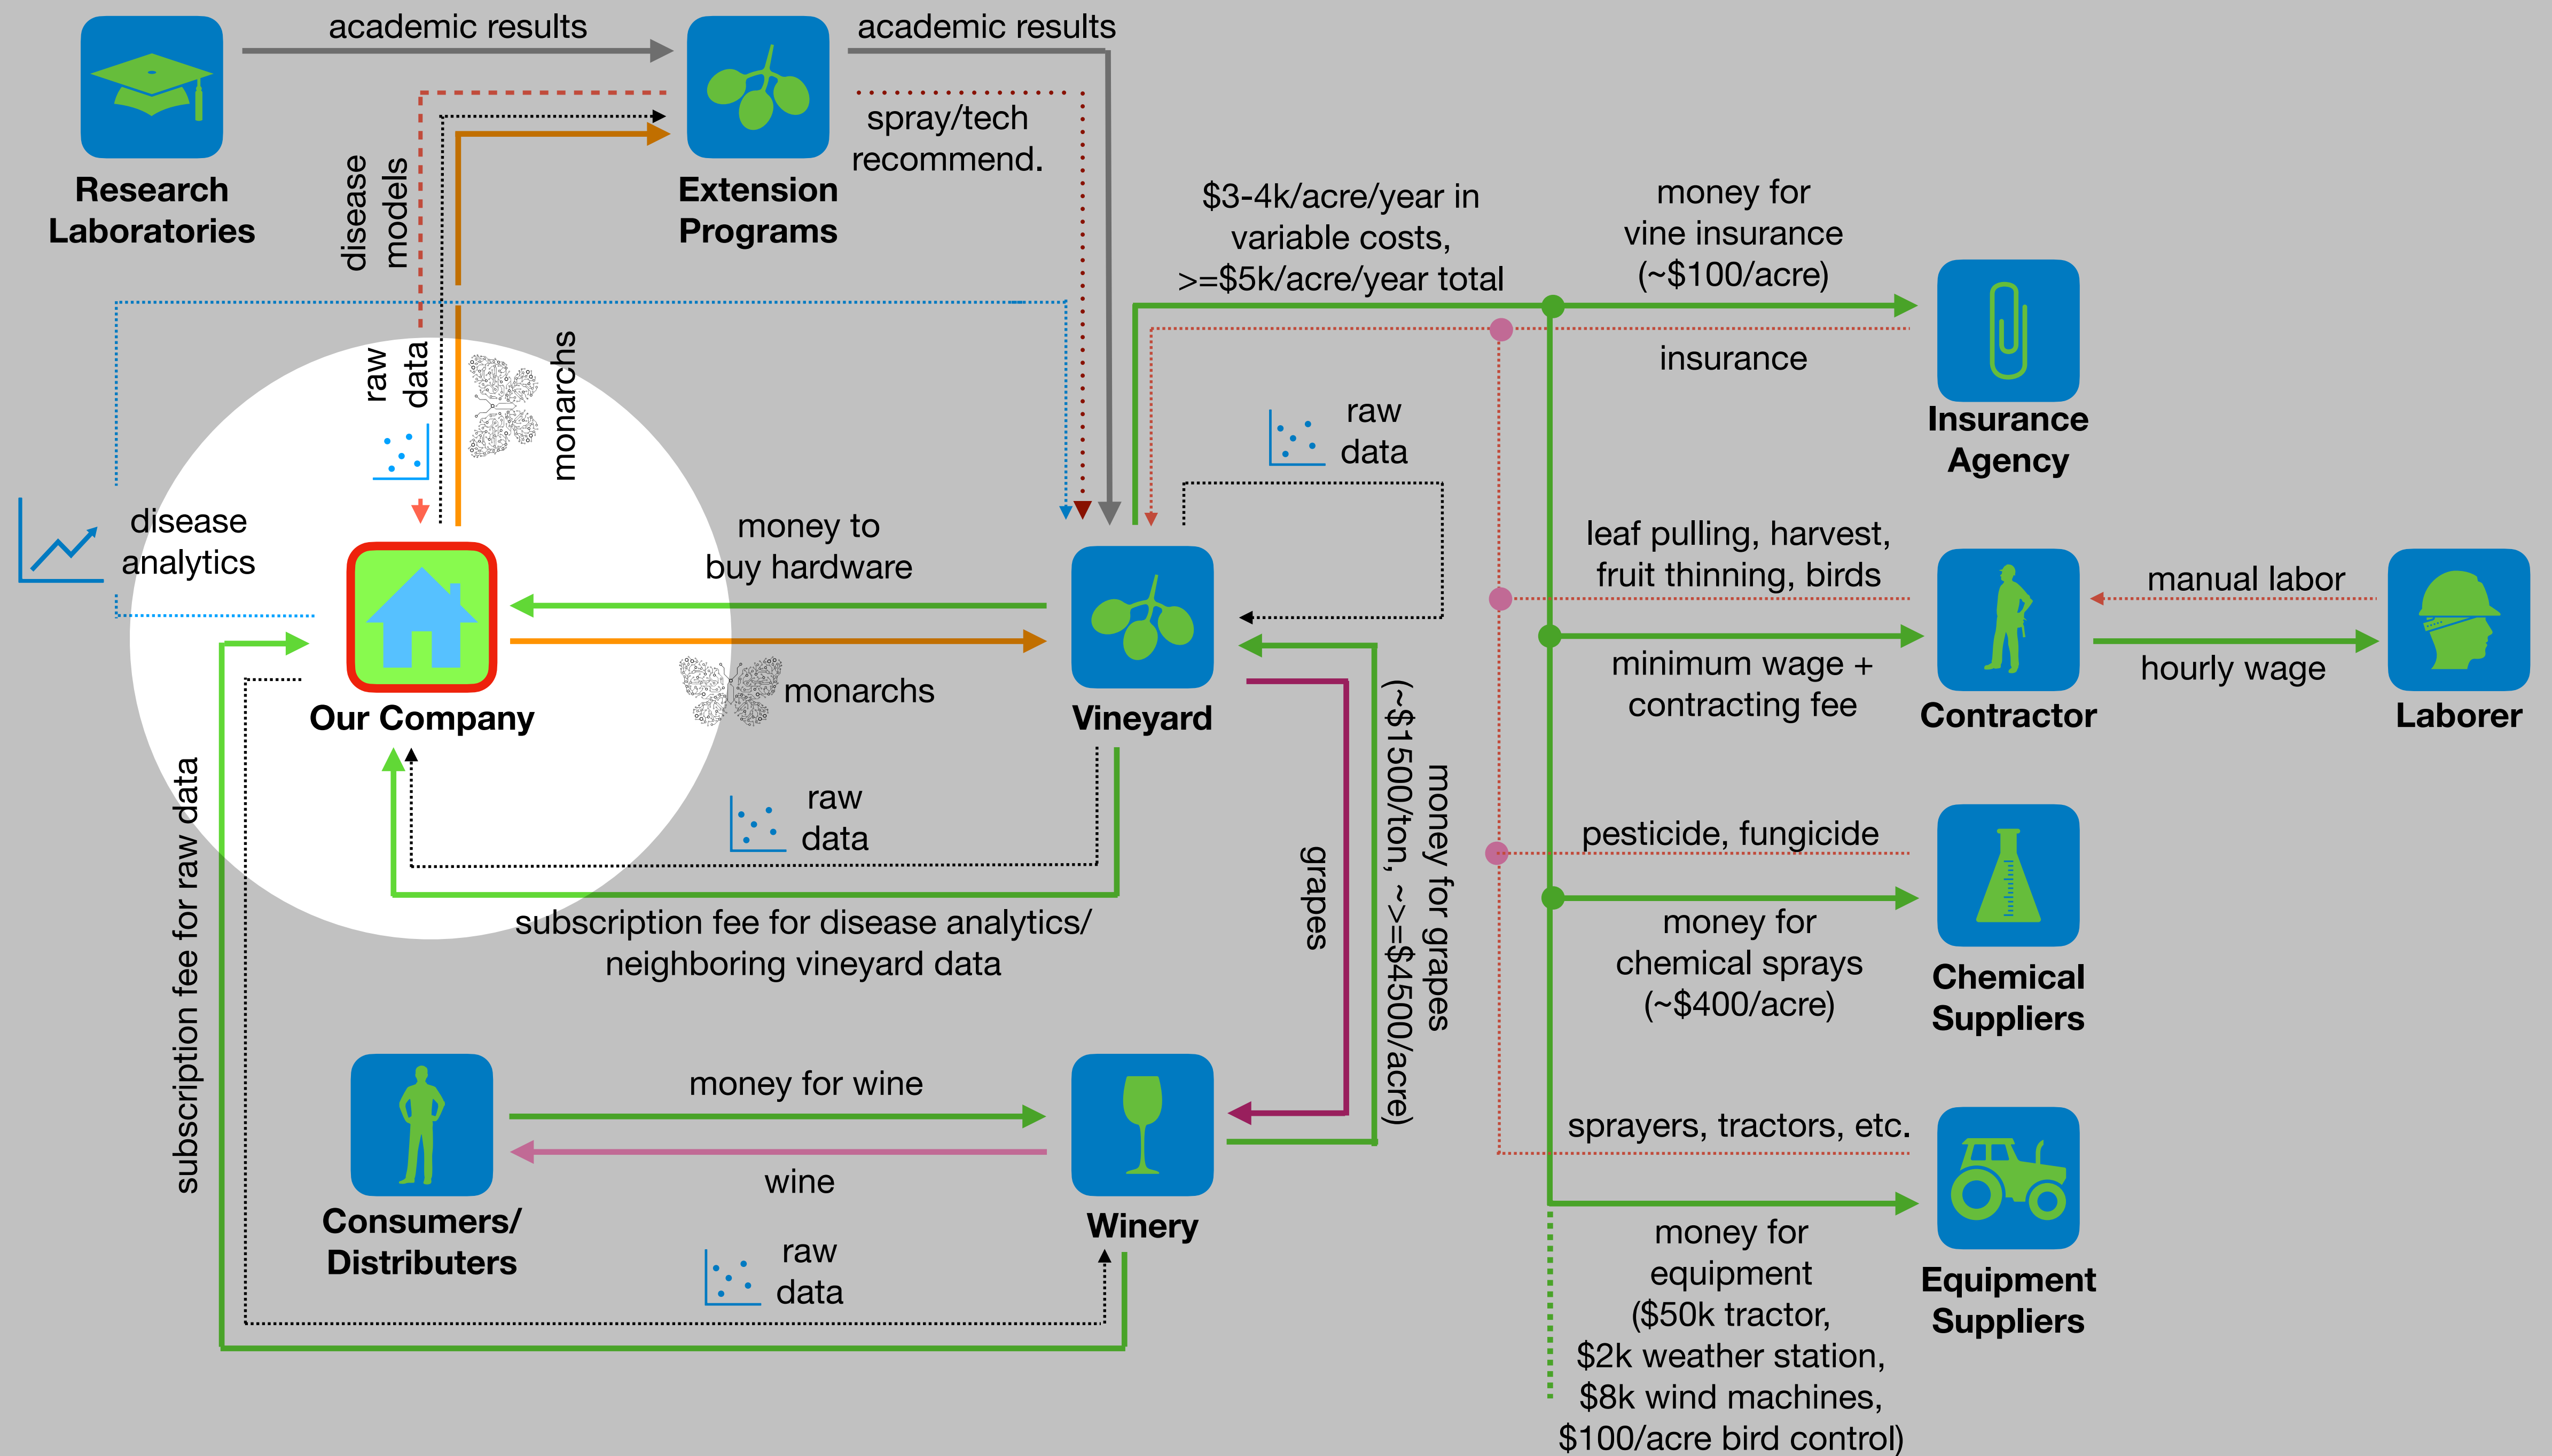 academic results
academic results
Research
Laboratories
Extension
Programs
spray/tech
recommend.
disease
models
raw
data
monarchs
disease
analytics
Our Company
money to
buy hardware
monarchs
Vineyard
raw
data
subscription fee for disease analytics/
neighboring vineyard data
subscription fee for raw data
Consumers/
Distributers
money for wine
wine
Winery
raw
data
grapes
money for grapes
(~$1500/ton, ~>=$4500/acre)
raw
data
$3-4k/acre/year in
variable costs,
>=$5k/acre/year total
money for
vine insurance
(~$100/acre)
insurance
Insurance
Agency
leaf pulling, harvest,
fruit thinning, birds
minimum wage +
contracting fee
Contractor
manual labor
hourly wage
Laborer
pesticide, fungicide
money for
chemical sprays
(~$400/acre)
Chemical
Suppliers
sprayers, tractors, etc.
money for
equipment
($50k tractor,
$2k weather station,
$8k wind machines,
$100/acre bird control)
Equipment
Suppliers